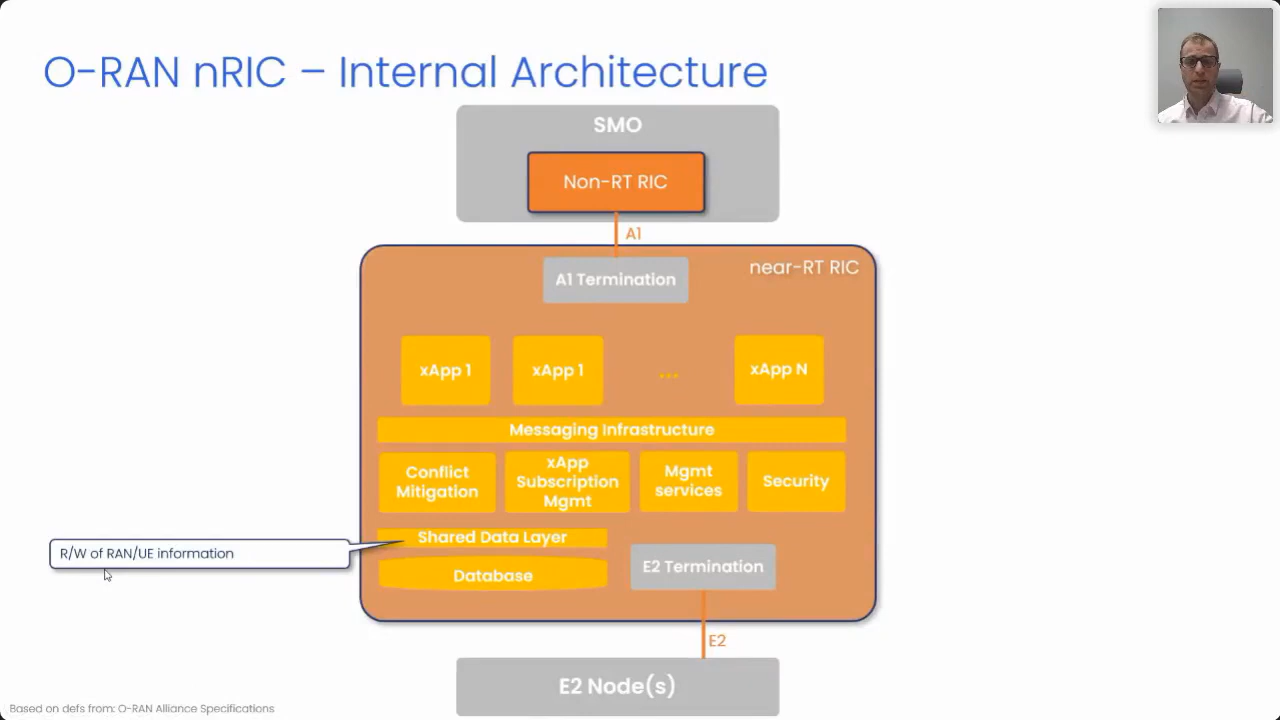 O-RAN nRIC – Internal Architecture
SMO
Non-RT RIC
A1
near-RT RIC
A1 Termination
xApp 1
xApp 1
...
xApp N
Messaging Infrastructure
Conflict
Mitigation
xApp
Subscription
Mgmt
Mgmt
services
Security
Shared Data Layer
R/W of RAN/UE information
E2 Termination
Database
E2
E2 Node(s)
Based on defs from: O-RAN Alliance Specifications